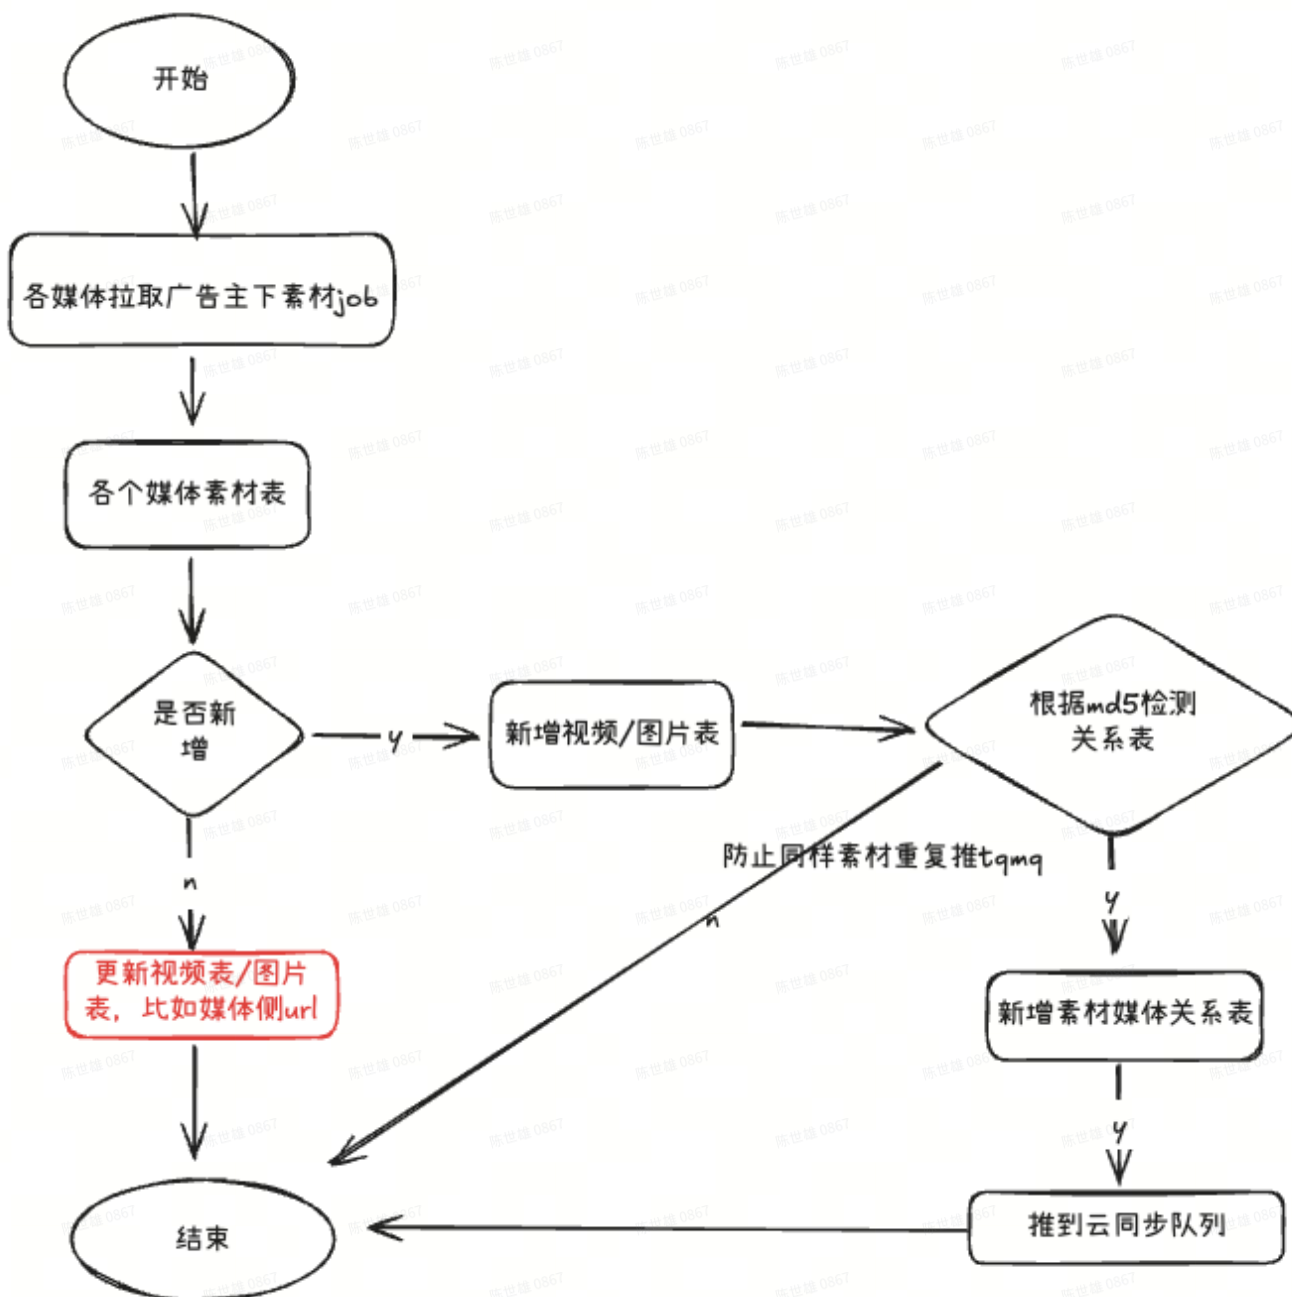 开始
各媒体拉取广告主下素材job
各个媒体素材表
是否新
增
y
新增视频/图片表
根据md5检测
关系表
防止同样素材重复推tqmq
n
n
y
更新视频表/图片
表，比如媒体侧url
新增素材媒体关系表
y
推到云同步队列
结束
陈世雄 0867